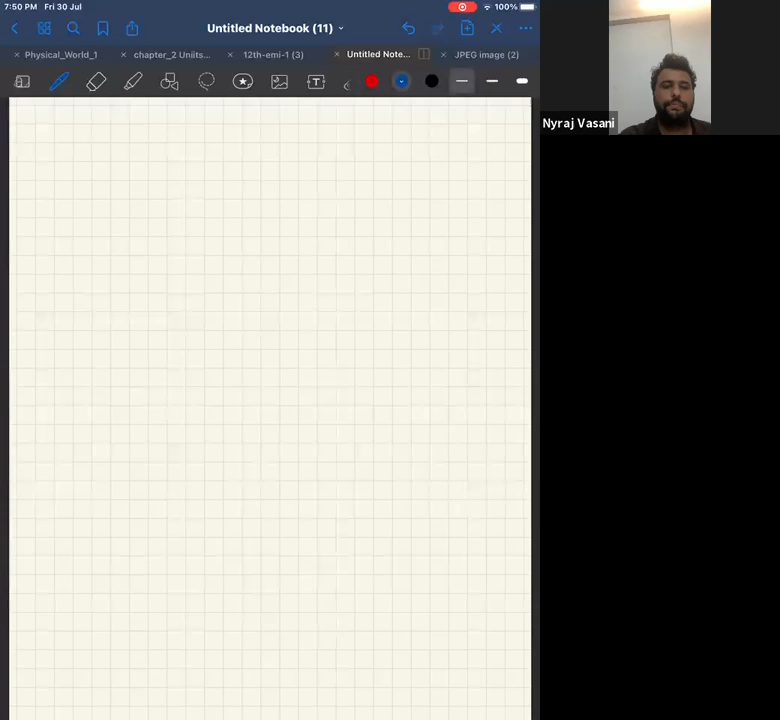 7:50 PM Fri 30 Jul 100%
Untitled Notebook (11)
Physical_World_1 chapter_2 Uniits... 12th-emi-1 (3) Untitled Note... JPEG image (2)
T
Nyraj Vasani